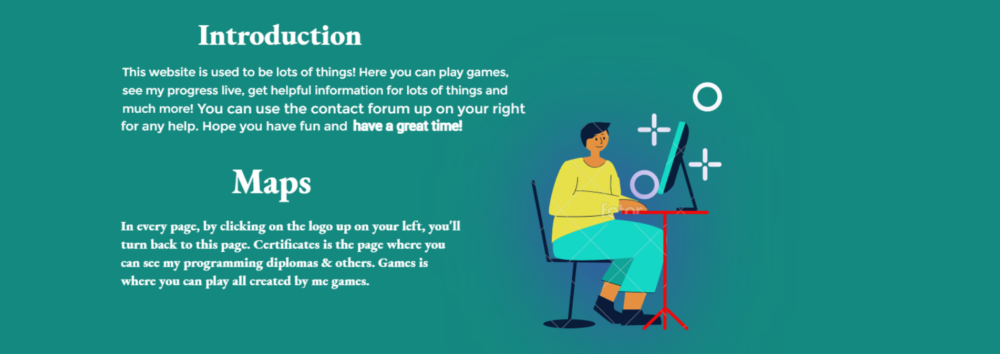 Introduction
This website is used to be lots of things! Here you can play games,
see my progress live, get helpful information for lots of things and
much more! You can use the contact forum up on your right
for any help. Hope you have fun and have a great time!
Maps
In every page, by clicking on the logo up on your left, you'll
turn back to this page. Certificates is the page where you
can see my programming diplomas & others. Games is
where you can play all created by me games.
fotor